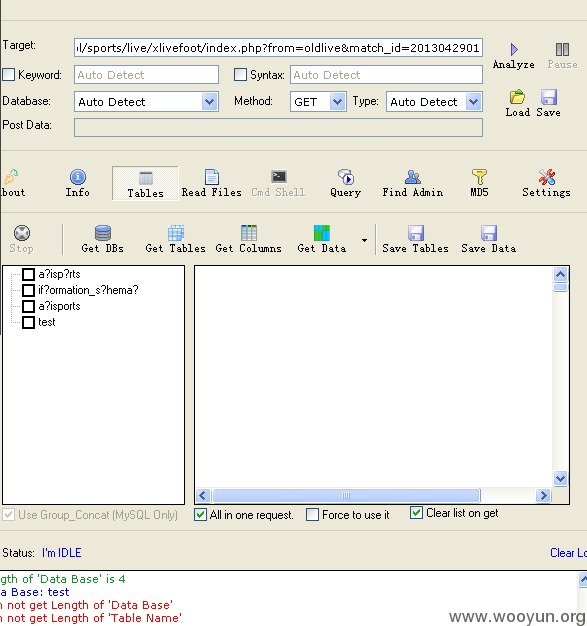 Target: il/sports/live/xlivefoot/index.php?from=oldlive&match_id=2013042901
Analyze Pause
Keyword: Auto Detect Syntax: Auto Detect
Database: Auto Detect Method: GET Type: Auto Detect
Load Save
Post Data:
bout Info Tables Read Files Cmd Shell Query Find Admin MD5 Settings
Stop Get DBs Get Tables Get Columns Get Data Save Tables Save Data
a?isp?rts
if?ormation_s?hema?
a?isports
test
Use Group_Concat (MySQL Only) All in one request. Force to use it Clear list on get
Status: I'm IDLE Clear Lo
gth of 'Data Base' is 4
a Base: test
n not get Length of 'Data Base'
n not get Length of 'Table Name'
www.wooyun.org